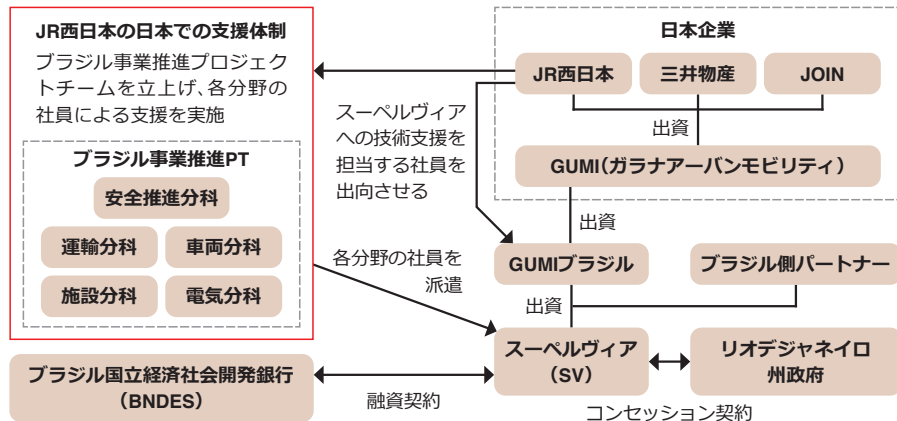 JR西日本の日本での支援体制
ブラジル事業推進プロジェク
トチームを立上げ、各分野の
社員による支援を実施
ブラジル事業推進PT
安全推進分科
運輸分科
車両分科
施設分科
電気分科
日本企業
JR西日本
三井物産
JOIN
出資
GUMI（ガラナアーバンモビリティ）
スーペルヴィア
への技術支援を
担当する社員を
出向させる
出資
GUMIブラジル
ブラジル側パートナー
各分野の社員を
派遣
出資
スーペルヴィア
（SV）
リオデジャネイロ
州政府
ブラジル国立経済社会開発銀行
（BNDES）
融資契約
コンセッション契約